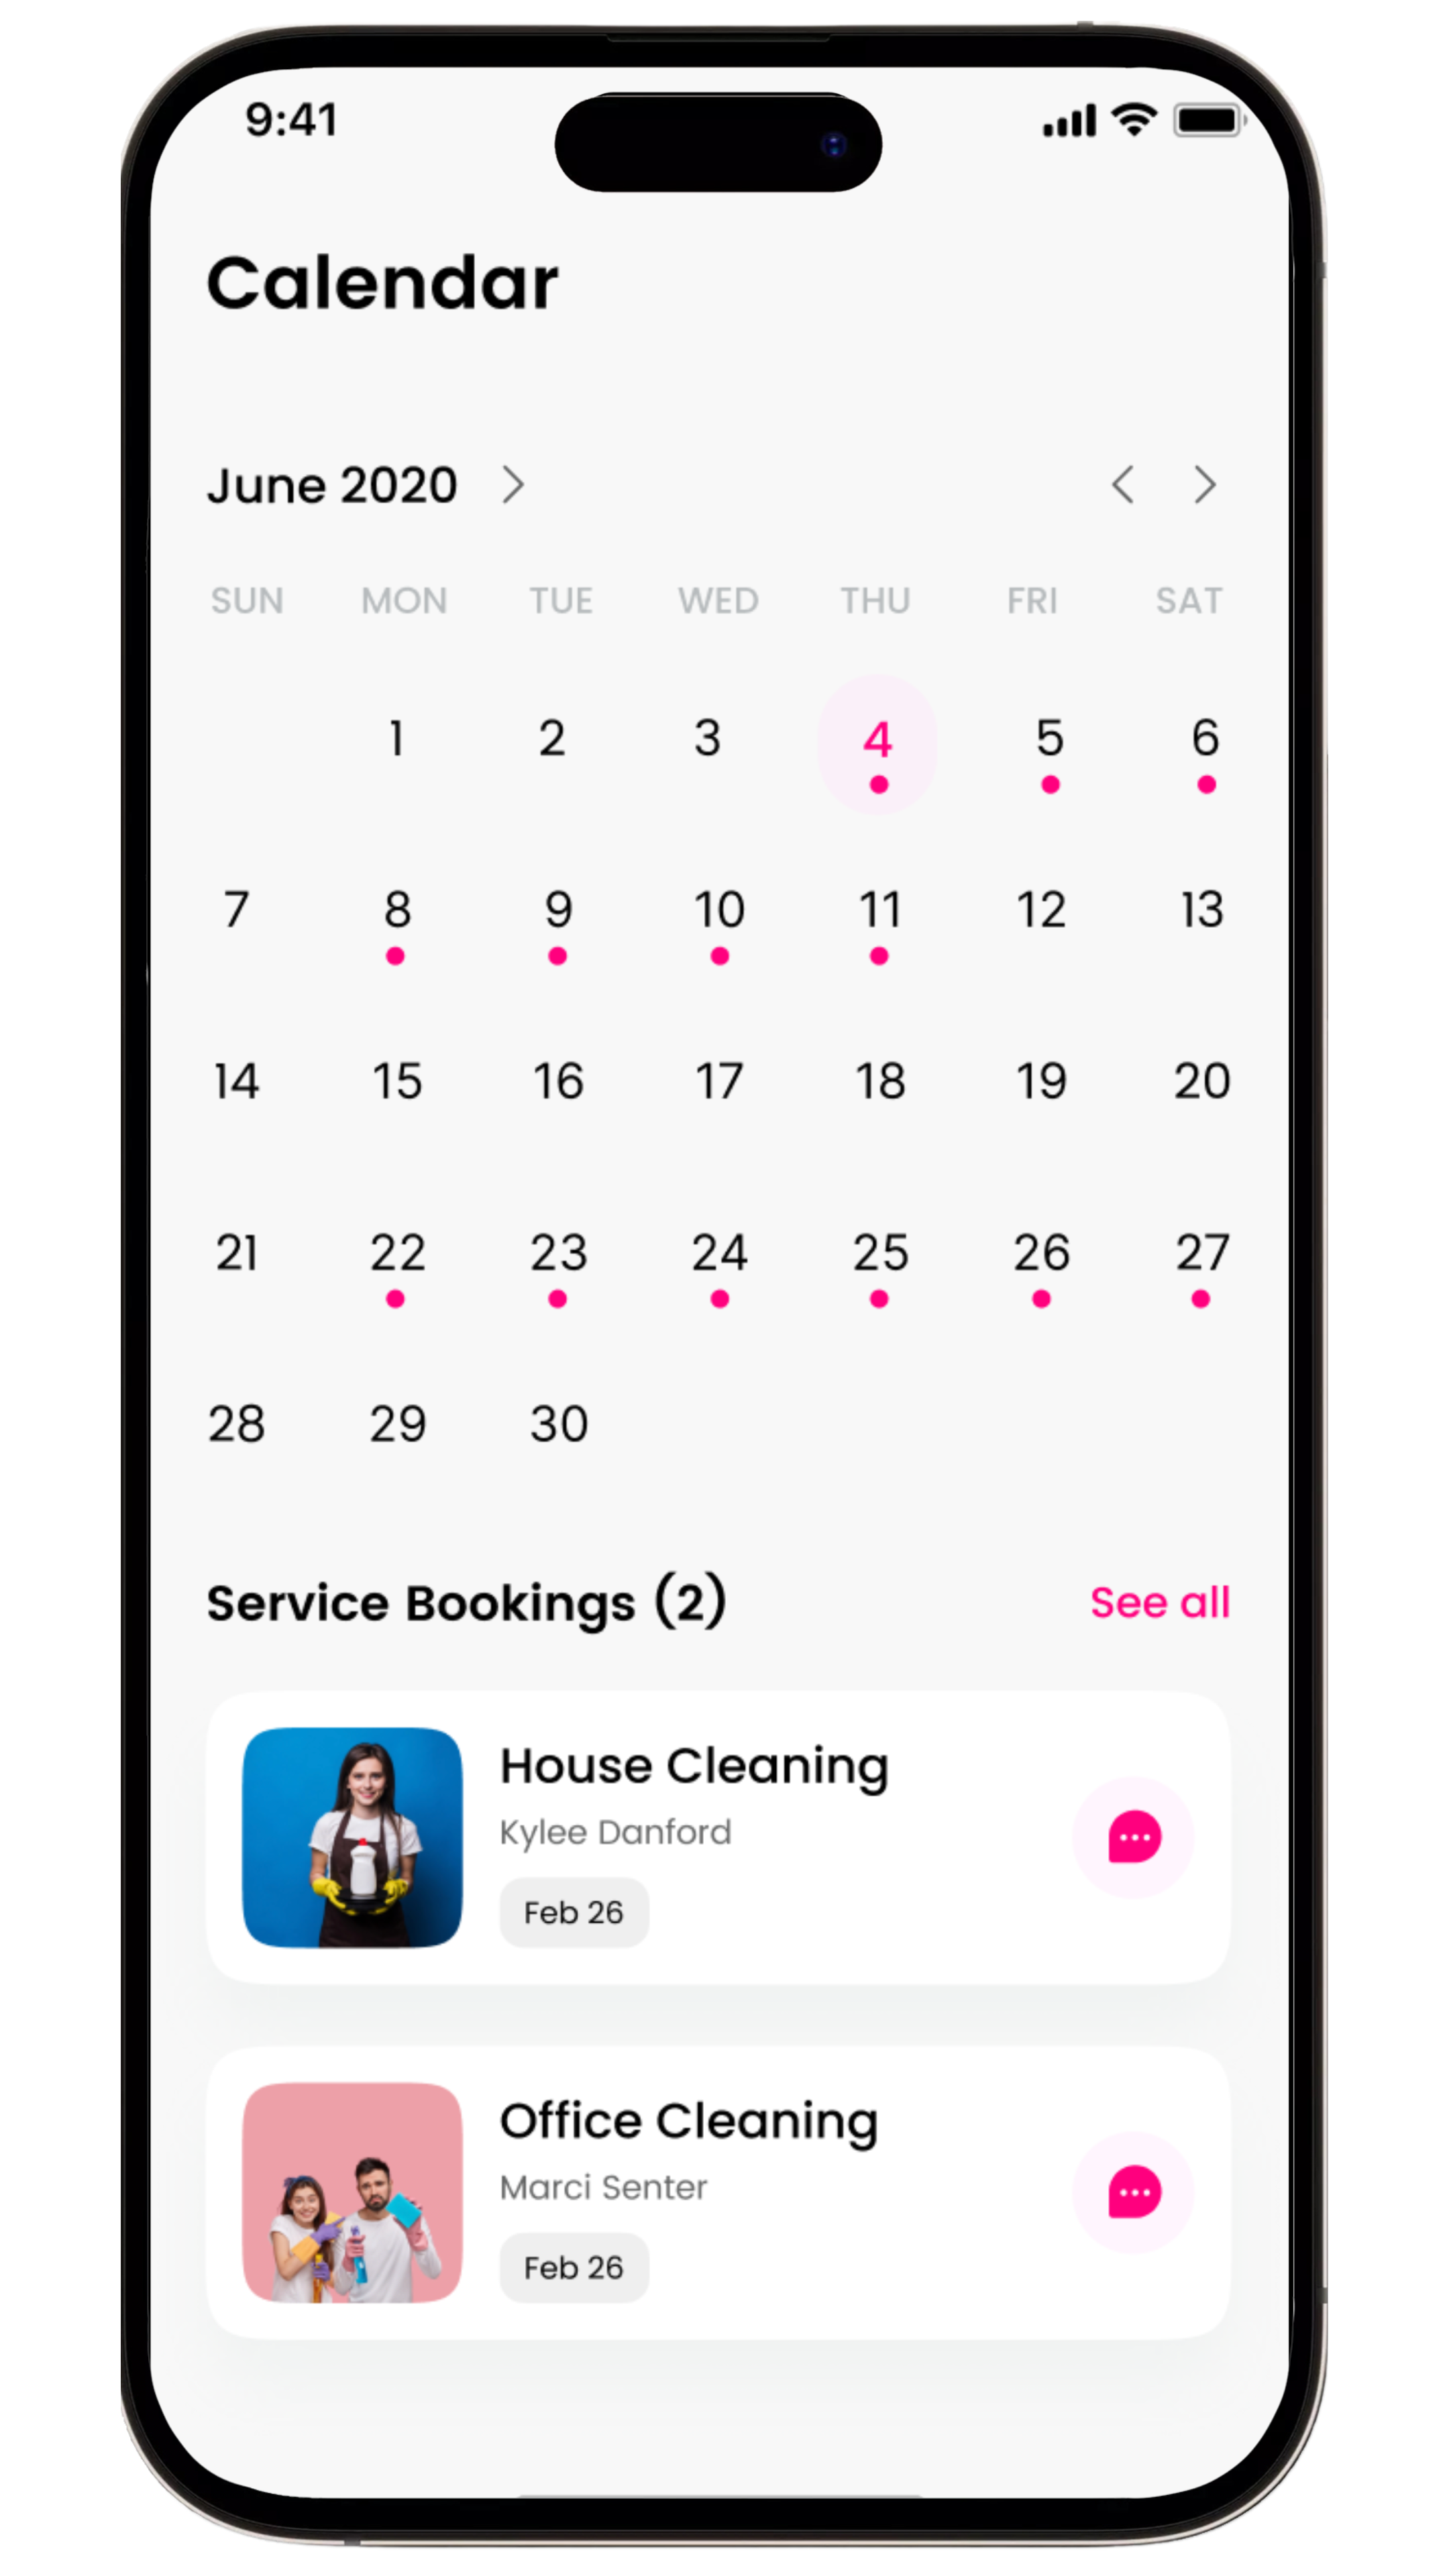 9:41
Calendar
June 2020
SUN MON TUE WED THU FRI SAT
1 2 3 4 5 6
7 8 9 10 11 12 13
14 15 16 17 18 19 20
21 22 23 24 25 26 27
28 29 30
Service Bookings (2) See all
House Cleaning
Kylee Danford
Feb 26
Office Cleaning
Marci Senter
Feb 26